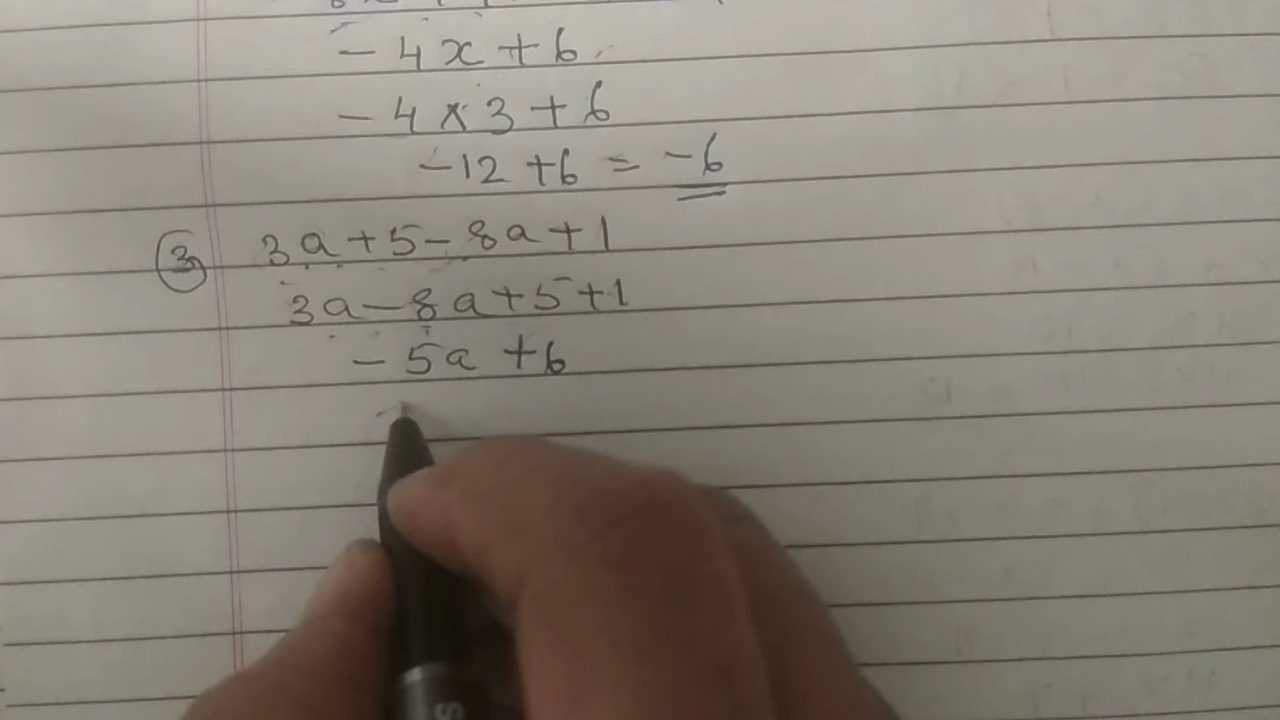 - 4x + 6
- 4 × 3 + 6
-12 + 6 = -6
③ 3a + 5 - 8a + 1
3a - 8a + 5 + 1
- 5a + 6